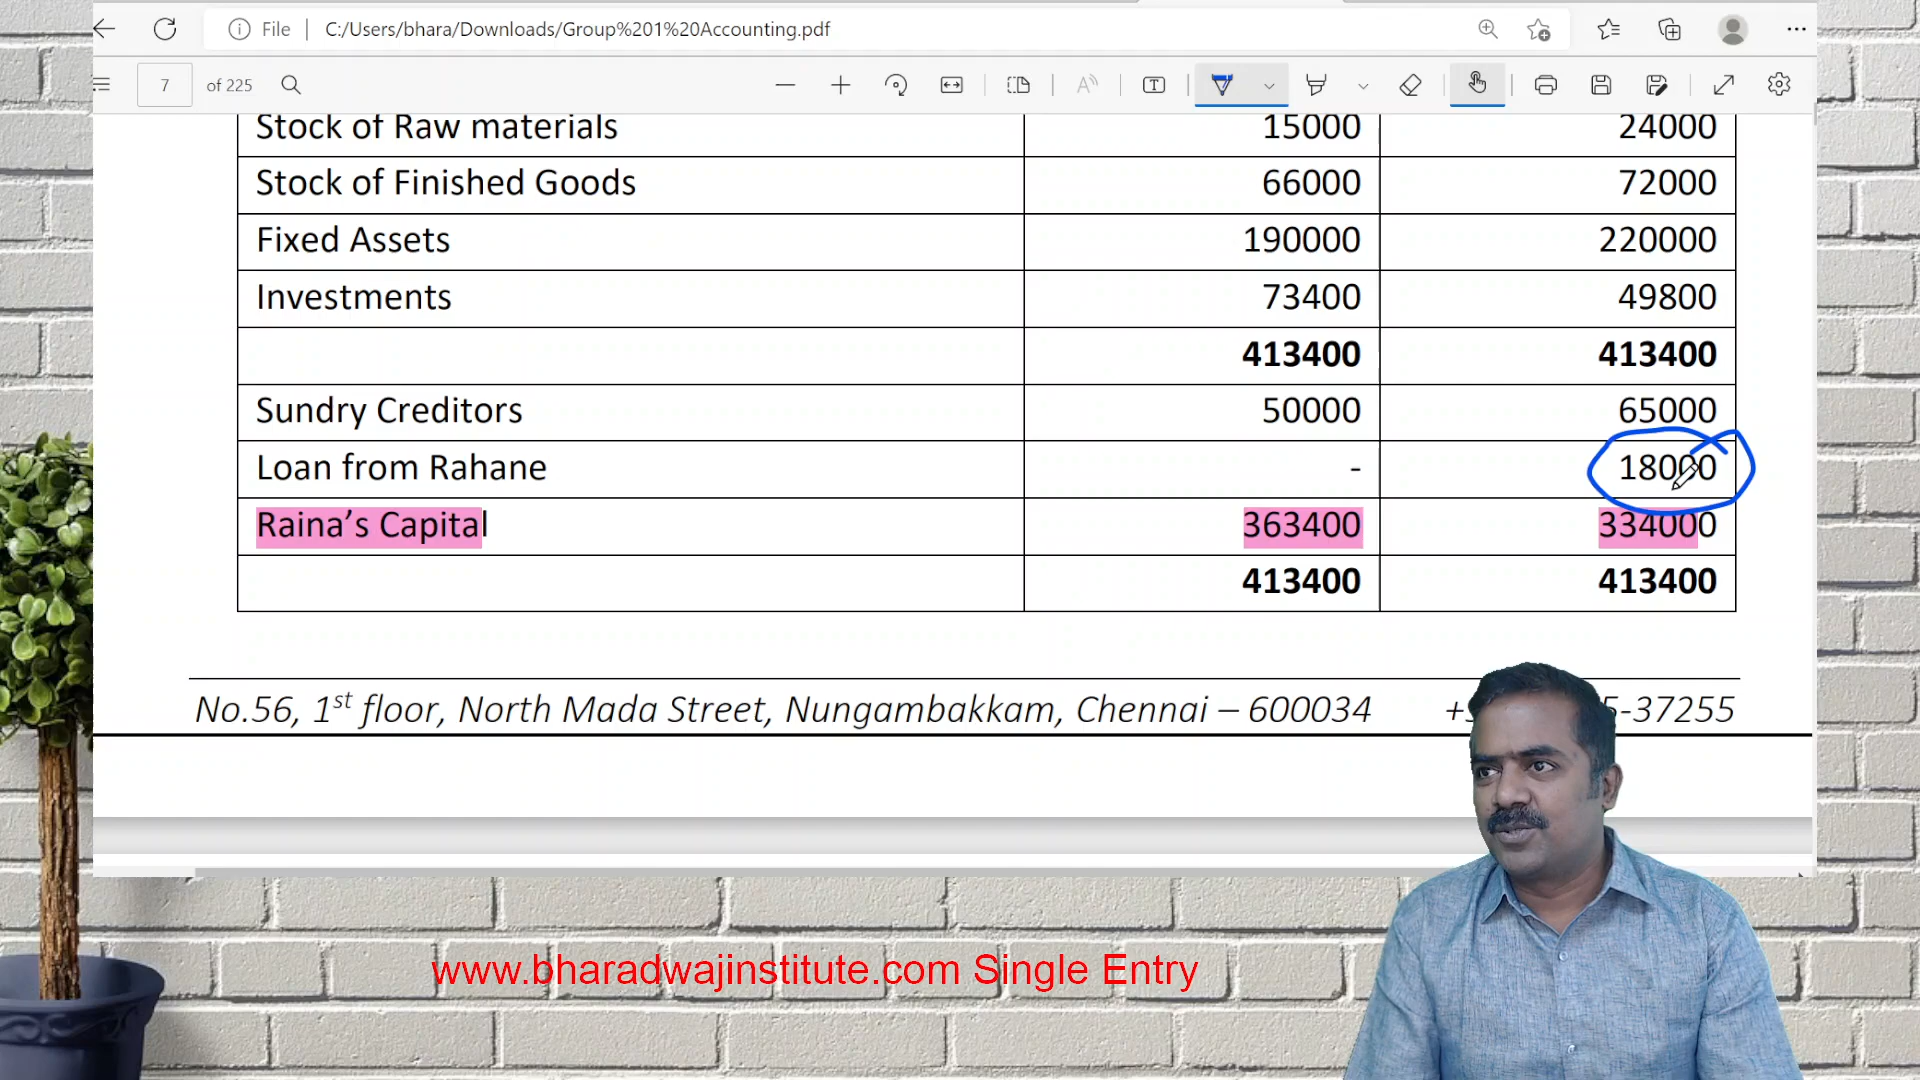 File C:/Users/bhara/Downloads/Group%201%20Accounting.pdf
7 of 225
Stock of Raw materials 15000 24000
Stock of Finished Goods 66000 72000
Fixed Assets 190000 220000
Investments 73400 49800
413400 413400
Sundry Creditors 50000 65000
Loan from Rahane - 18000
Raina’s Capital 363400 334000
413400 413400
No.56, 1st floor, North Mada Street, Nungambakkam, Chennai – 600034 -37255
www.bharadwajinstitute.com Single Entry